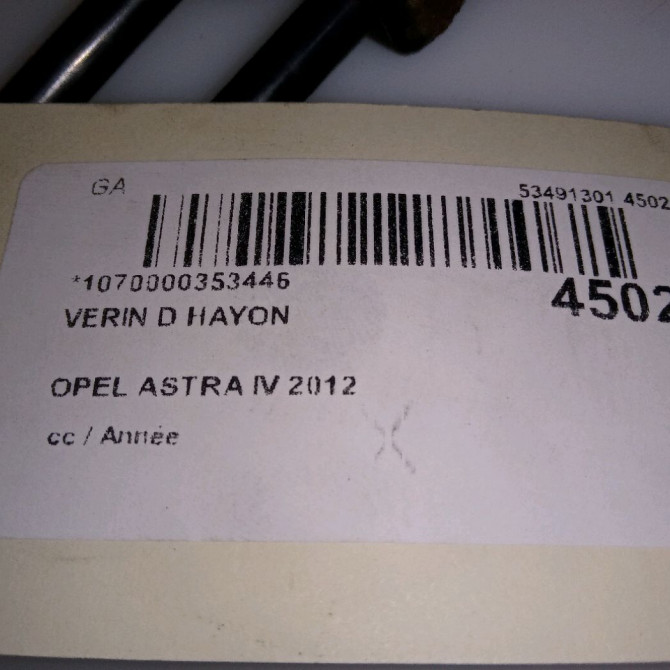 GA
53491301 4502
*1070000353446
4502
VERIN D HAYON
OPEL ASTRA IV 2012
cc / Année